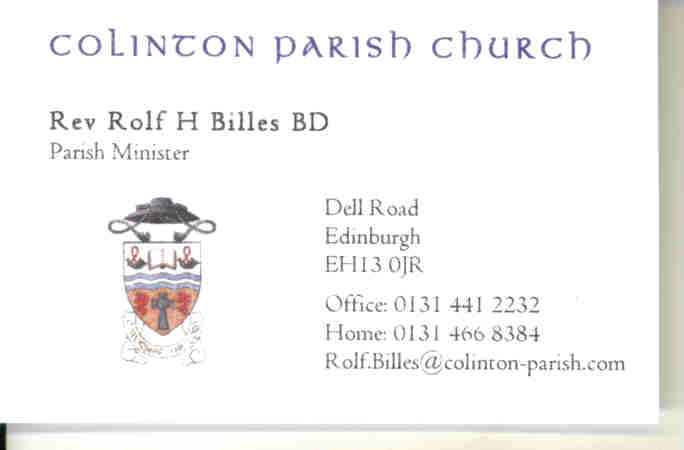 COLINTON PARISH CHURCH
Rev Rolf H Billes BD
Parish Minister
Dell Road
Edinburgh
EH13 0JR
Office: 0131 441 2232
Home: 0131 466 8384
Rolf.Billes@colinton-parish.com